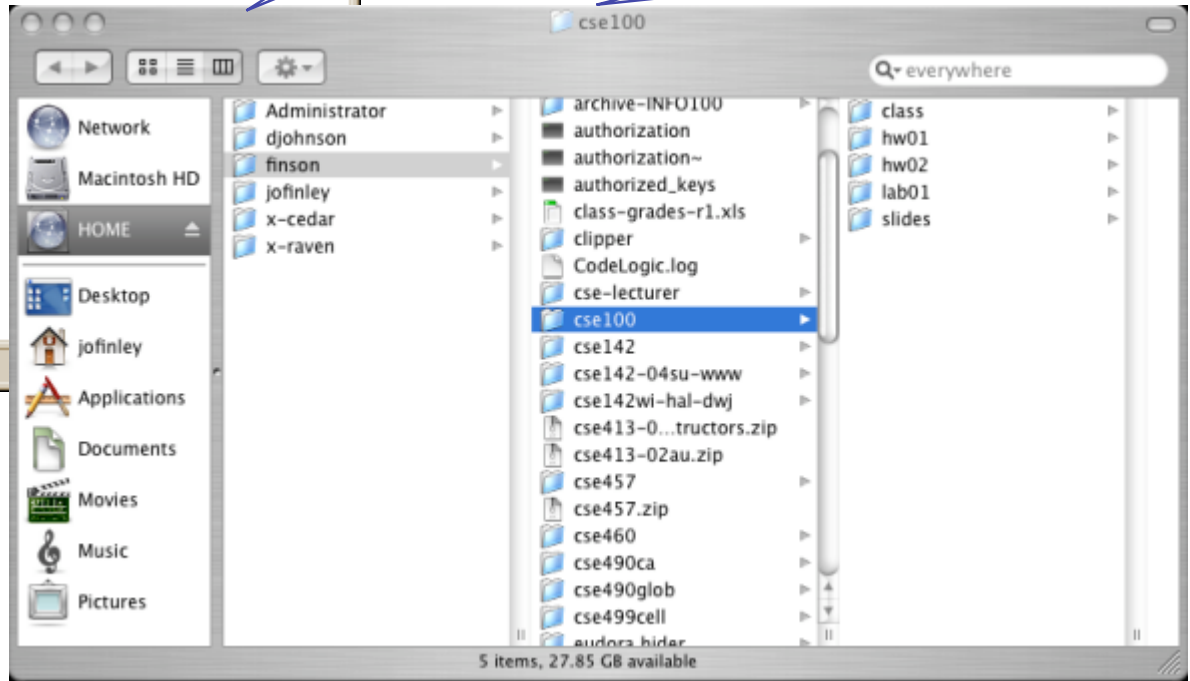 cse100
everywhere
Network
Macintosh HD
HOME
Desktop
jofinley
Applications
Documents
Movies
Music
Pictures
Administrator
djohnson
finson
jofinley
x-cedar
x-raven
archive-INFO100
authorization
authorization~
authorized_keys
class-grades-r1.xls
clipper
CodeLogic.log
cse-lecturer
cse100
cse142
cse142-04su-www
cse142wi-hal-dwj
cse413-0...tructors.zip
cse413-02au.zip
cse457
cse457.zip
cse460
cse490ca
cse490glob
cse499cell
eudora hider
class
hw01
hw02
lab01
slides
5 items, 27.85 GB available